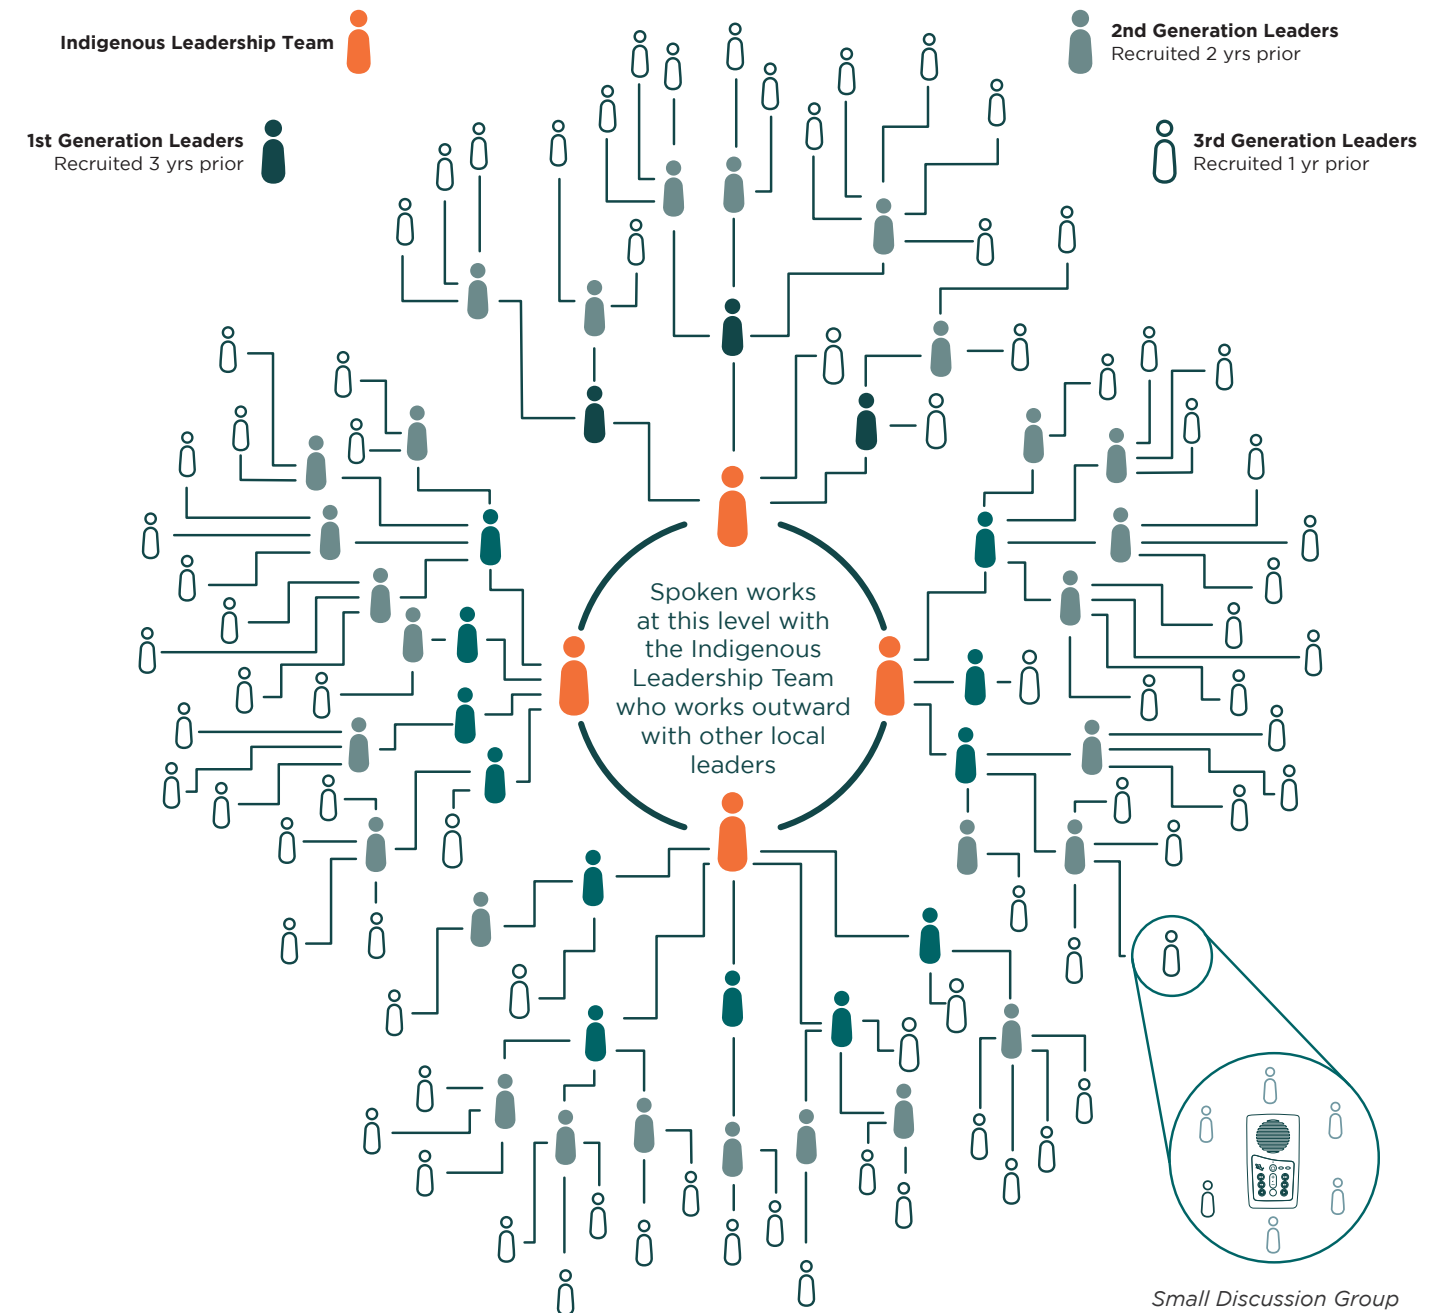 Indigenous Leadership Team
2nd Generation Leaders
Recruited 2 yrs prior
1st Generation Leaders
Recruited 3 yrs prior
3rd Generation Leaders
Recruited 1 yr prior
Spoken works
at this level with
the Indigenous
Leadership Team
who works outward
with other local
leaders
Small Discussion Group